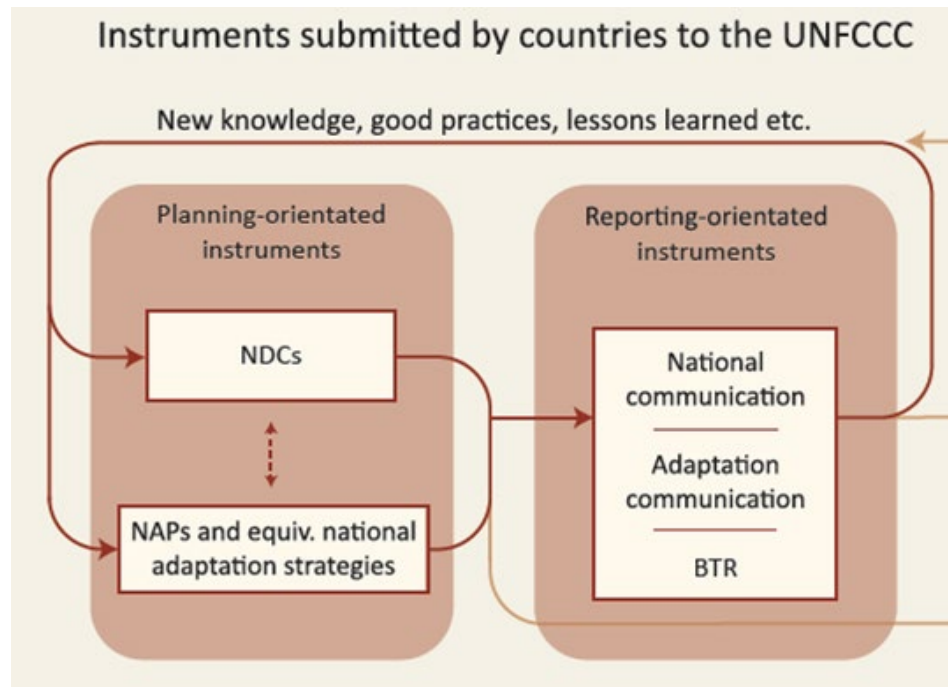 Instruments submitted by countries to the UNFCCC
New knowledge, good practices, lessons learned etc.
Planning-orientated
instruments
NDCs
NAPs and equiv. national
adaptation strategies
Reporting-orientated
instruments
National
communication
Adaptation
communication
BTR